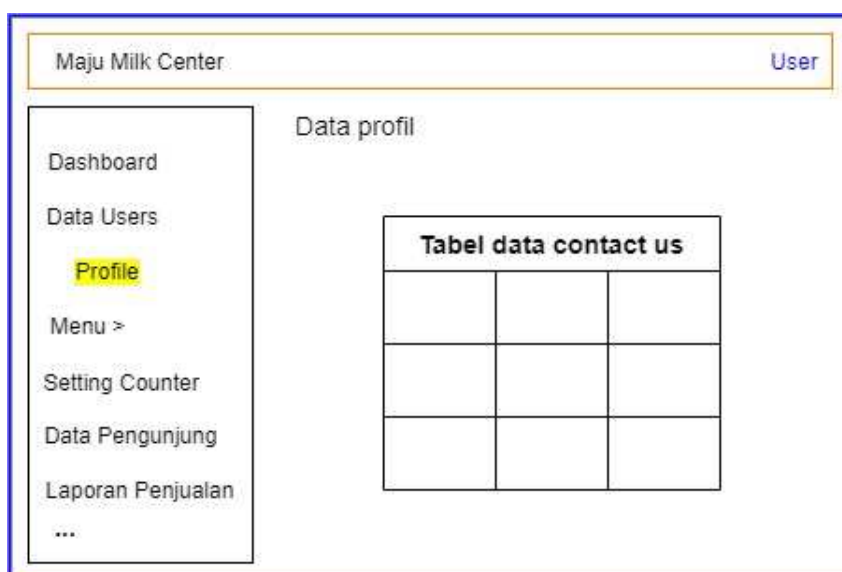 Maju Milk Center
User
Dashboard
Data Users
Profile
Menu >
Setting Counter
Data Pengunjung
Laporan Penjualan
...
Data profil
Tabel data contact us